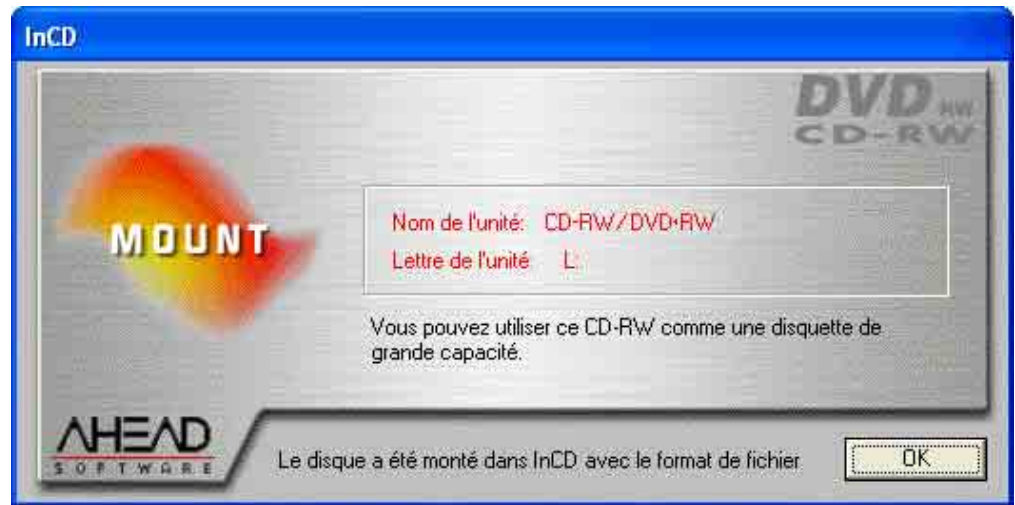 InCD
DVD RW
CD-RW
MOUNT
Nom de l'unité: CD-RW/DVD+RW
Lettre de l'unité L:
Vous pouvez utiliser ce CD-RW comme une disquette de
grande capacité.
AHEAD
SOFTWARE
Le disque a été monté dans InCD avec le format de fichier
OK